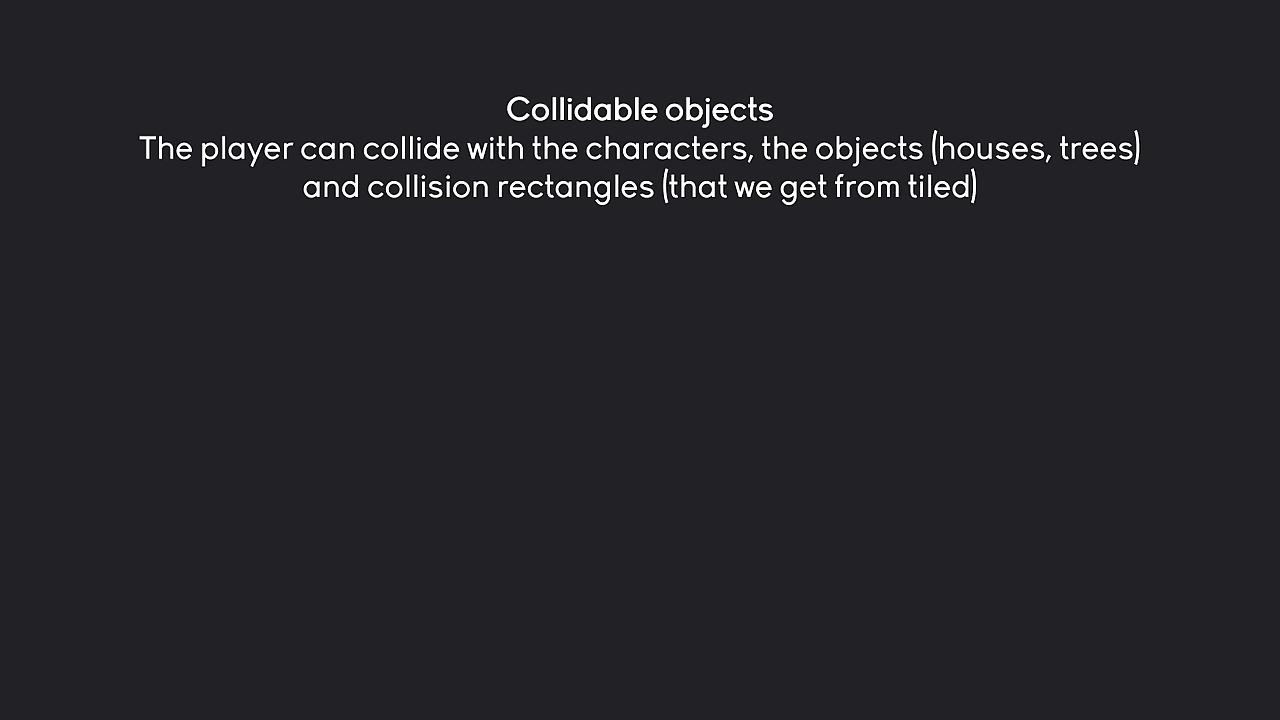 Collidable objects
The player can collide with the characters, the objects (houses, trees)
and collision rectangles (that we get from tiled)